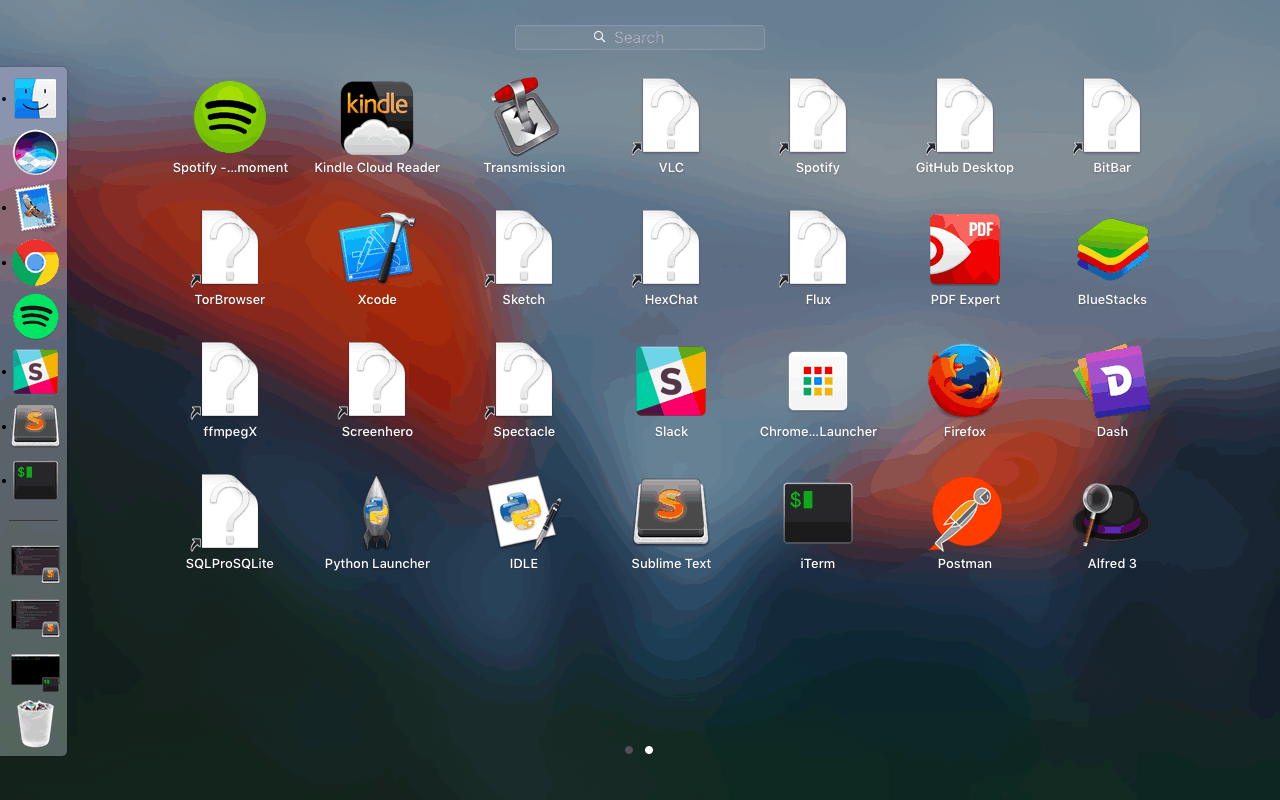 Search
kindle
PDF
Spotify -...moment
Kindle Cloud Reader
Transmission
VLC
Spotify
GitHub Desktop
BitBar
TorBrowser
Xcode
Sketch
HexChat
Flux
PDF Expert
BlueStacks
ffmpegX
Screenhero
Spectacle
Slack
Chrome...Launcher
Firefox
Dash
SQLProSQLite
Python Launcher
IDLE
Sublime Text
iTerm
Postman
Alfred 3